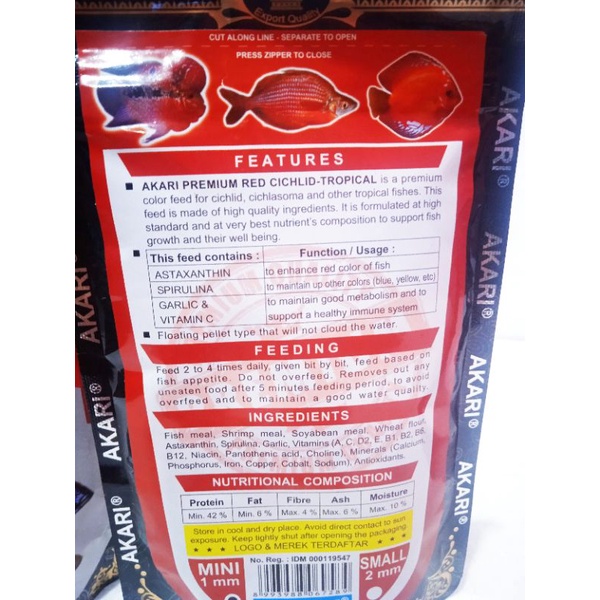 Export Quality
CUT ALONG LINE - SEPARATE TO OPEN
PRESS ZIPPER TO CLOSE
FEATURES
AKARI PREMIUM RED CICHLID-TROPICAL is a premium
color feed for cichlid, cichlasoma and other tropical fishes. This
feed is made of high quality ingredients. It is formulated at high
standard and at very best nutrient's composition to support fish
growth and their well being.
This feed contains : Function / Usage :
ASTAXANTHIN to enhance red color of fish
SPIRULINA to maintain up other colors (blue, yellow, etc)
GARLIC & to maintain good metabolism and to
VITAMIN C support a healthy immune system
Floating pellet type that will not cloud the water.
FEEDING
Feed 2 to 4 times daily, given bit by bit, feed based on
fish appetite. Do not overfeed. Removes out any
uneaten food after 5 minutes feeding period, to avoid
overfeed and to maintain a good water quality.
INGREDIENTS
Fish meal, Shrimp meal, Soyabean meal, Wheat flour,
Astaxanthin, Spirulina, Garlic, Vitamins (A, C, D2, E, B1, B2, B6,
B12, Niacin, Pantothenic acid, Choline), Minerals (Calcium,
Phosphorus, Iron, Copper, Cobalt, Sodium), Antioxidants.
NUTRITIONAL COMPOSITION
Protein Fat Fibre Ash Moisture
Min. 42 % Min. 6 % Max. 4 % Max. 6 % Max. 10 %
Store in cool and dry place. Avoid direct contact to sun
exposure. Keep tightly shut after opening the packaging.
★ ★ ★ LOGO & MEREK TERDAFTAR ★ ★ ★
No. Reg. : IDM 000119547
MINI
1 mm
SMALL
2 mm
8993988067283
AKARI®
AKARI®
AKARI®
AKARI®
AKARI®
AKARI®
AKARI®